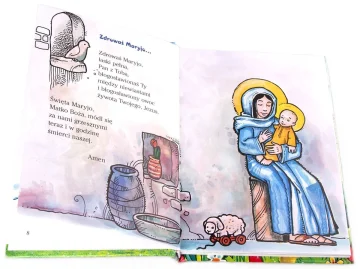 Zdrowaś Maryjo...
Zdrowaś Maryjo,
łaski pełna,
Pan z Tobą,
błogosławionaś Ty
między niewiastami
i błogosławiony owoc
żywota Twojego, Jezus.
Święta Maryjo,
Matko Boża, módl się
za nami grzesznymi
teraz i w godzinę
śmierci naszej.
Amen
8